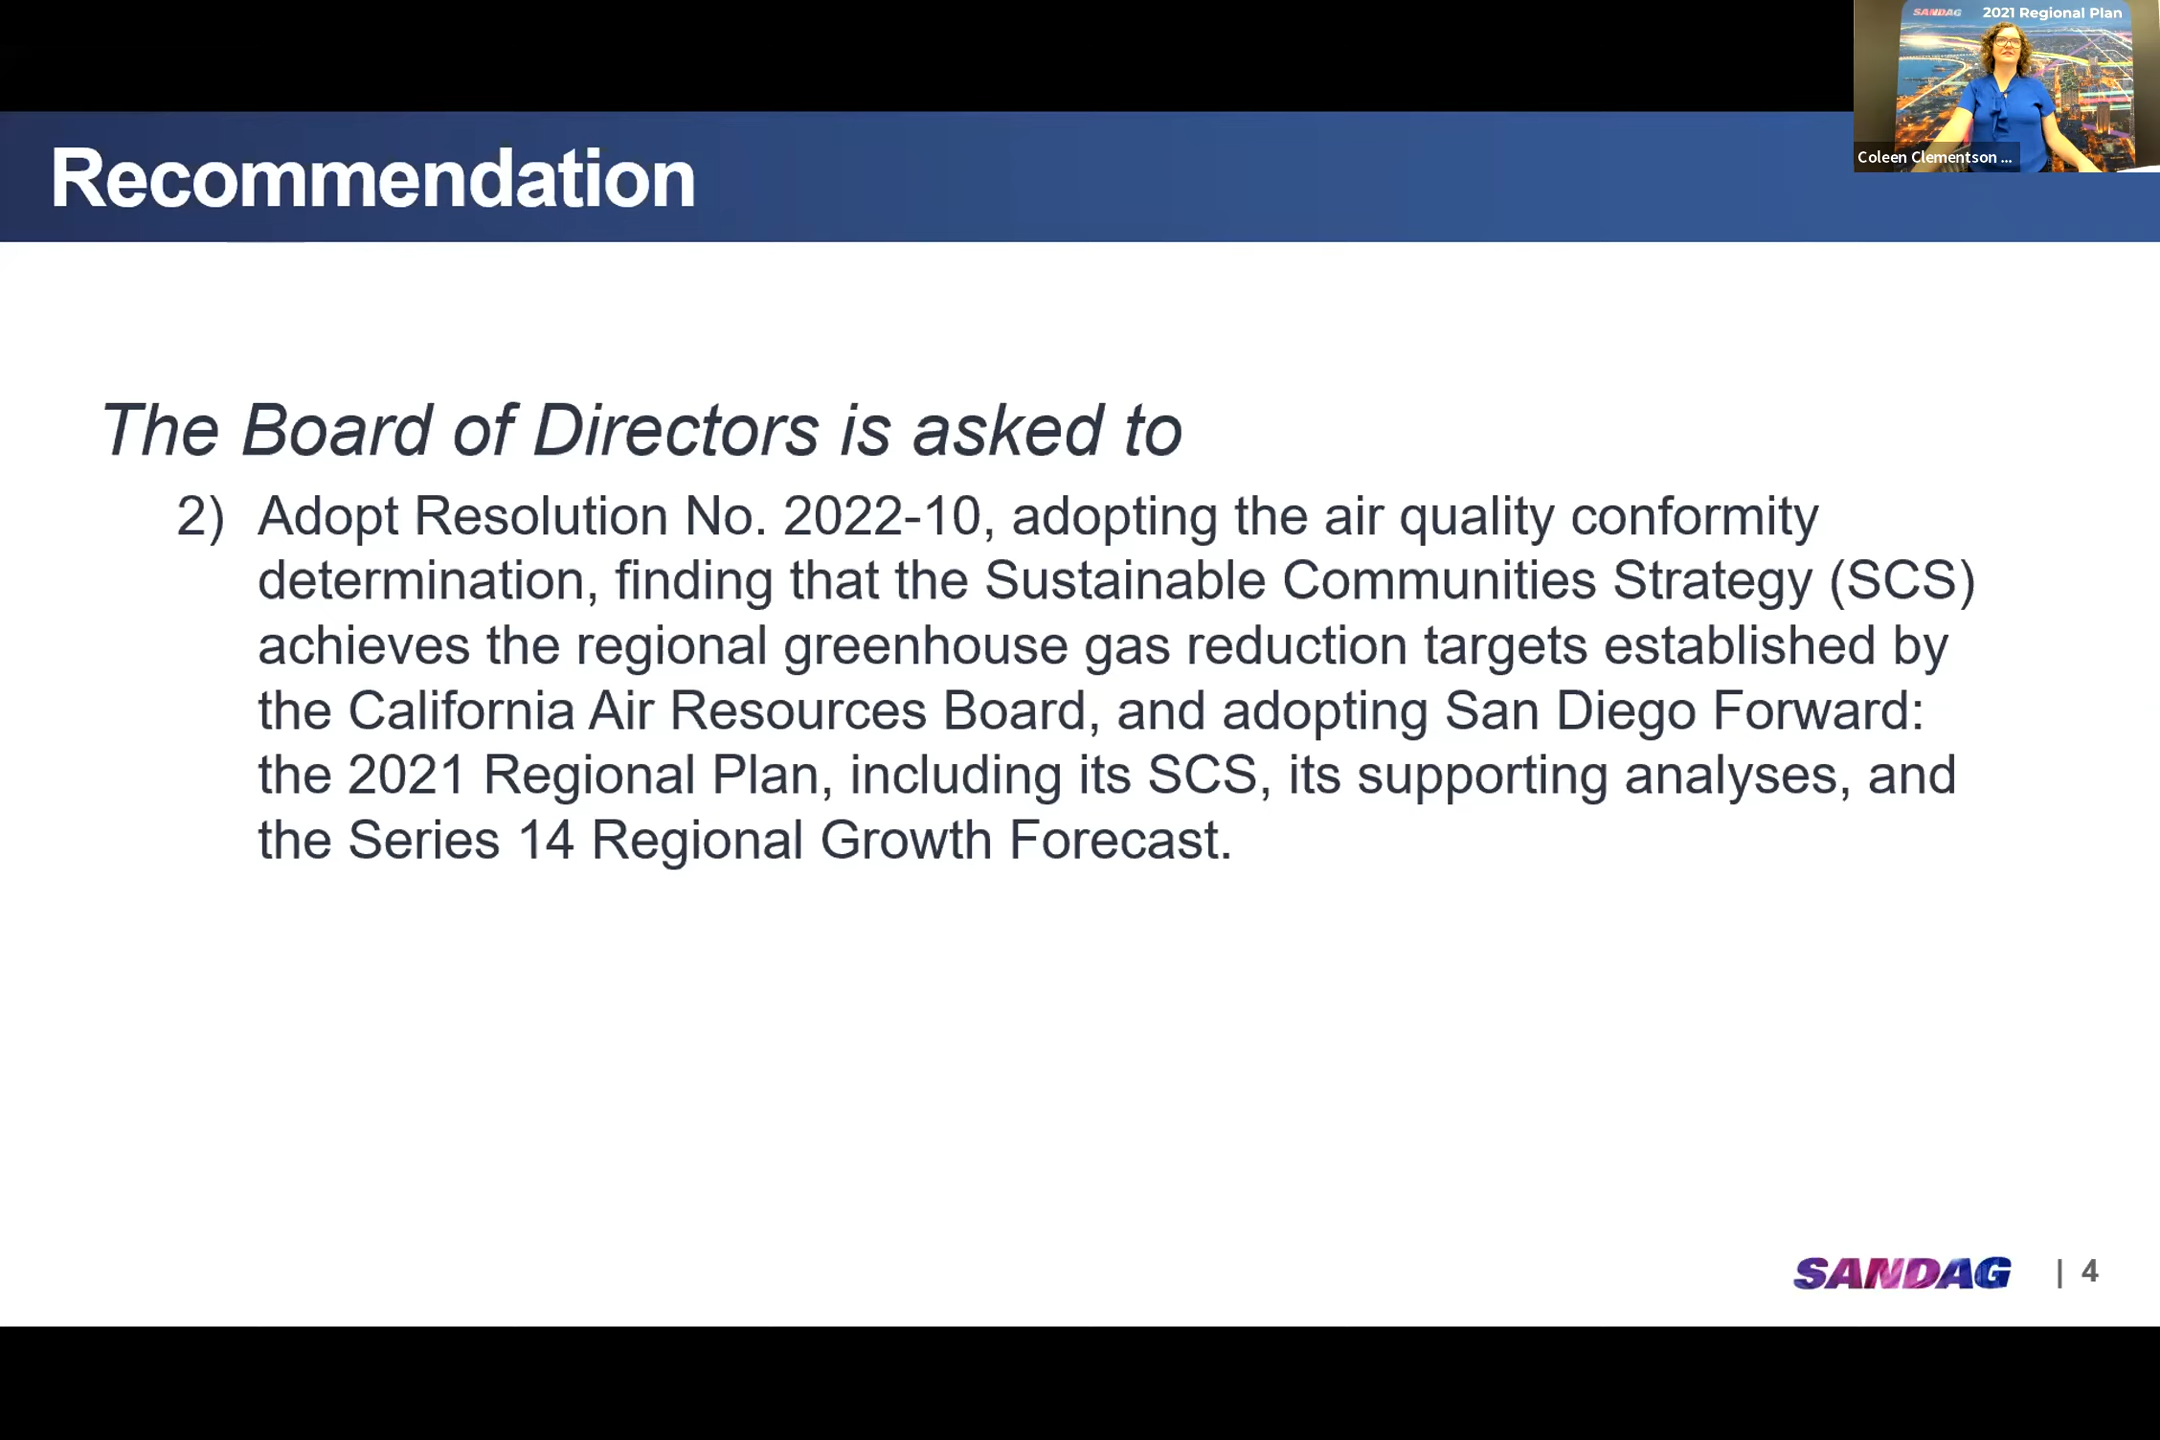 SANDAG 2021 Regional Plan
Coleen Clementson ...
Recommendation
The Board of Directors is asked to
2) Adopt Resolution No. 2022-10, adopting the air quality conformity
determination, finding that the Sustainable Communities Strategy (SCS)
achieves the regional greenhouse gas reduction targets established by
the California Air Resources Board, and adopting San Diego Forward:
the 2021 Regional Plan, including its SCS, its supporting analyses, and
the Series 14 Regional Growth Forecast.
SANDAG | 4